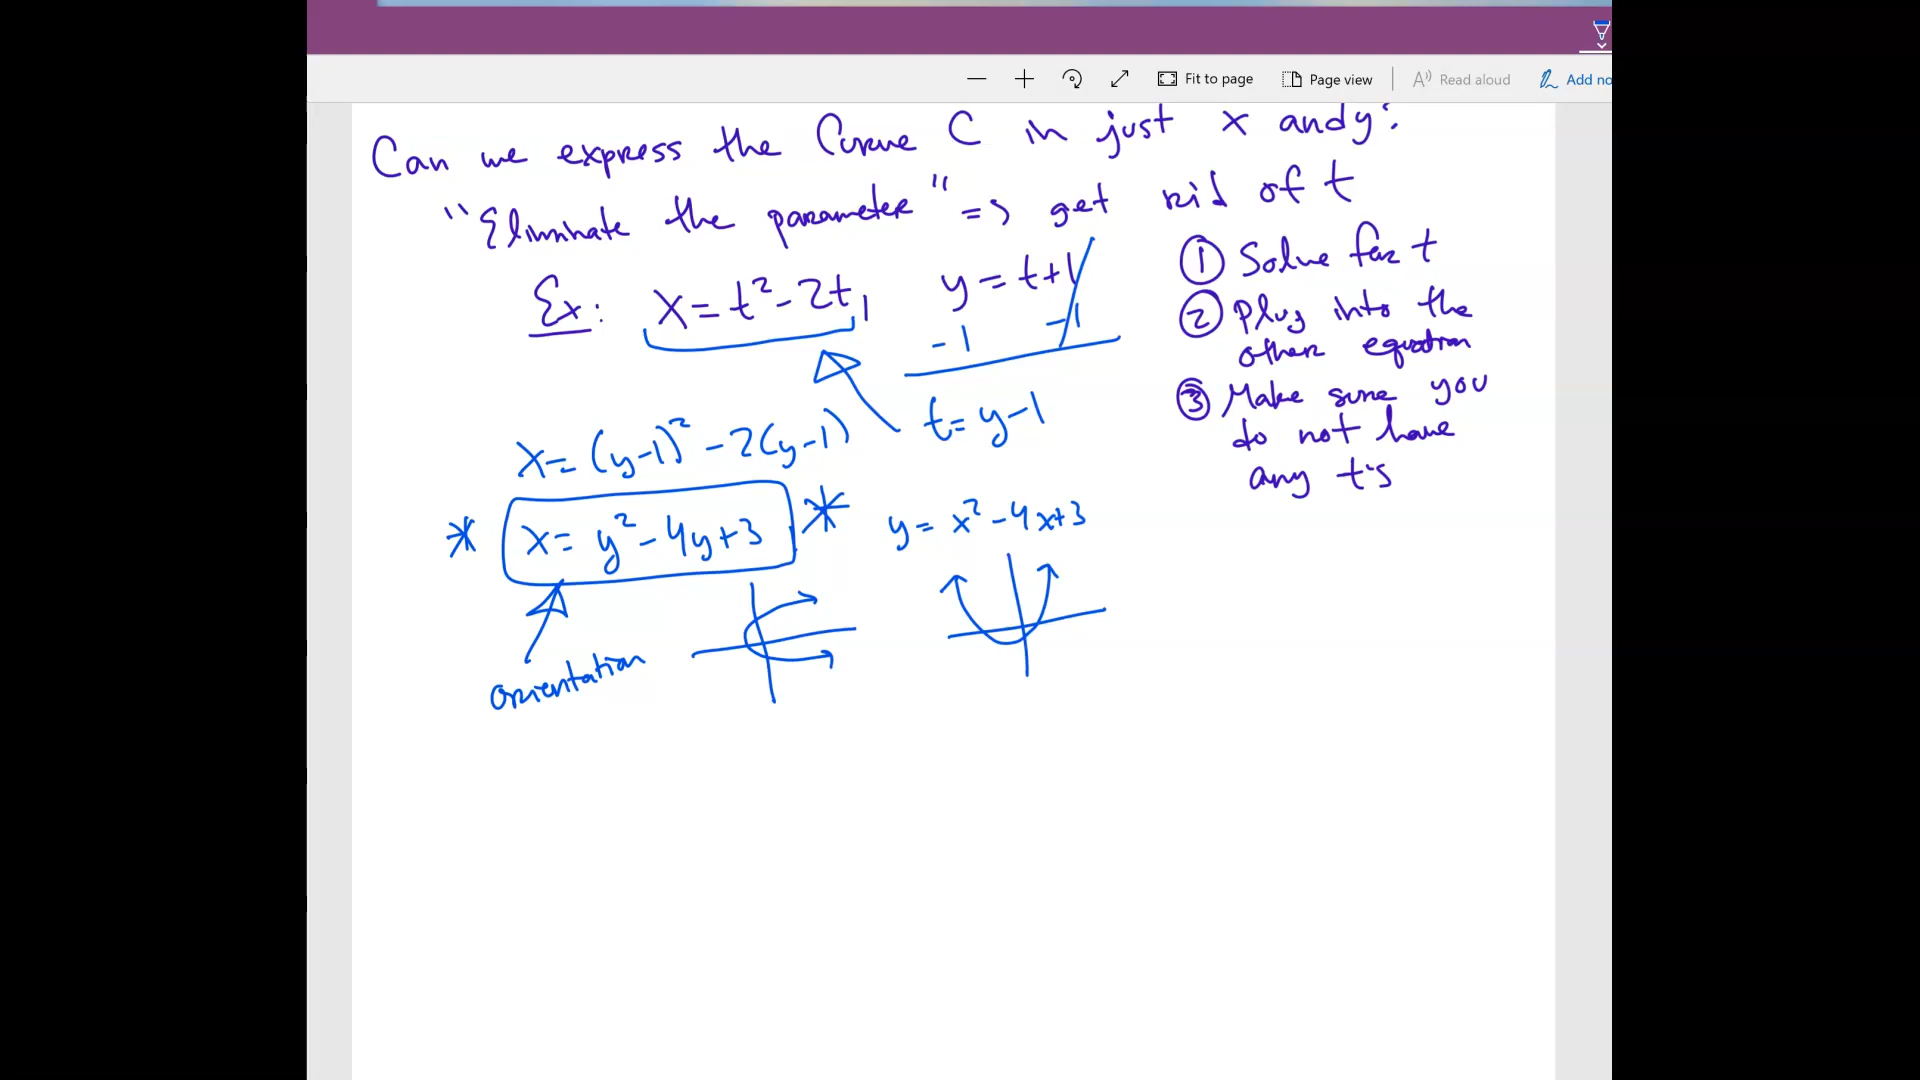 Fit to page
Page view
Read aloud
Add no
Can we express the Curve C in just x and y?
"Eliminate the parameter" => get rid of t
Ex: x = t² - 2t, y = t+1
-1 -1
t = y-1
① Solve for t
② Plug into the
other equation
③ Make sure you
do not have
any t's
x = (y-1)² - 2(y-1)
* x = y² - 4y + 3 *
y = x² - 4x + 3
orientation